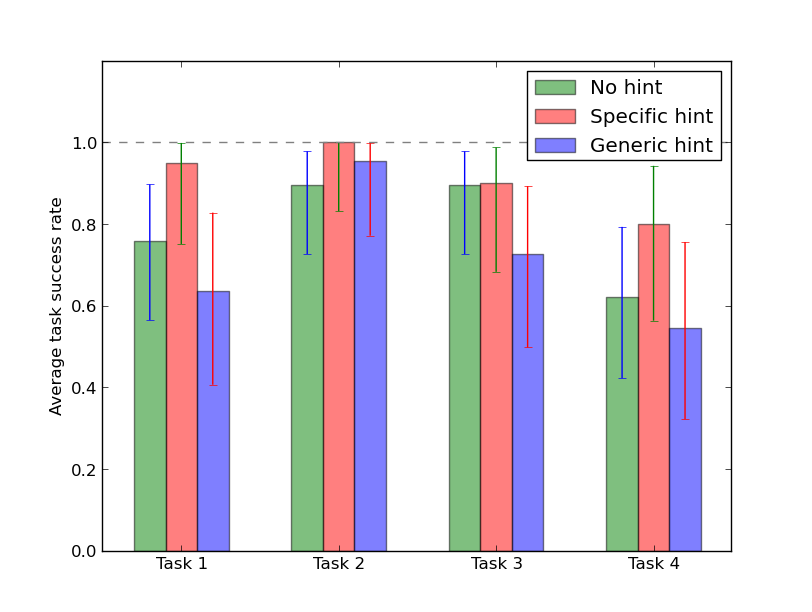 No hint
Specific hint
Generic hint
1.0
0.8
0.6
0.4
0.2
0.0
Average task success rate
Task 1
Task 2
Task 3
Task 4